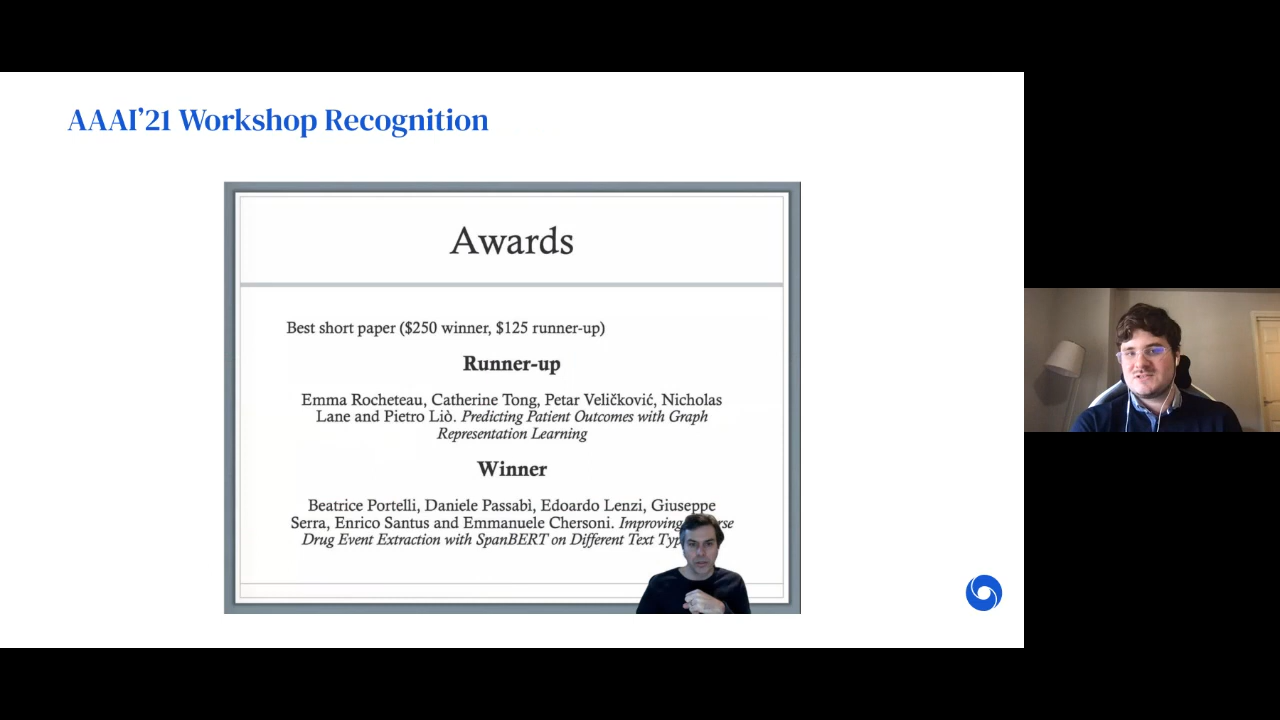 AAAI'21 Workshop Recognition
Awards
Best short paper ($250 winner, $125 runner-up)
Runner-up
Emma Rocheteau, Catherine Tong, Petar Veličković, Nicholas
Lane and Pietro Liò. Predicting Patient Outcomes with Graph
Representation Learning
Winner
Beatrice Portelli, Daniele Passabì, Edoardo Lenzi, Giuseppe
Serra, Enrico Santus and Emmanuele Chersoni. Improving
Drug Event Extraction with SpanBERT on Different Text